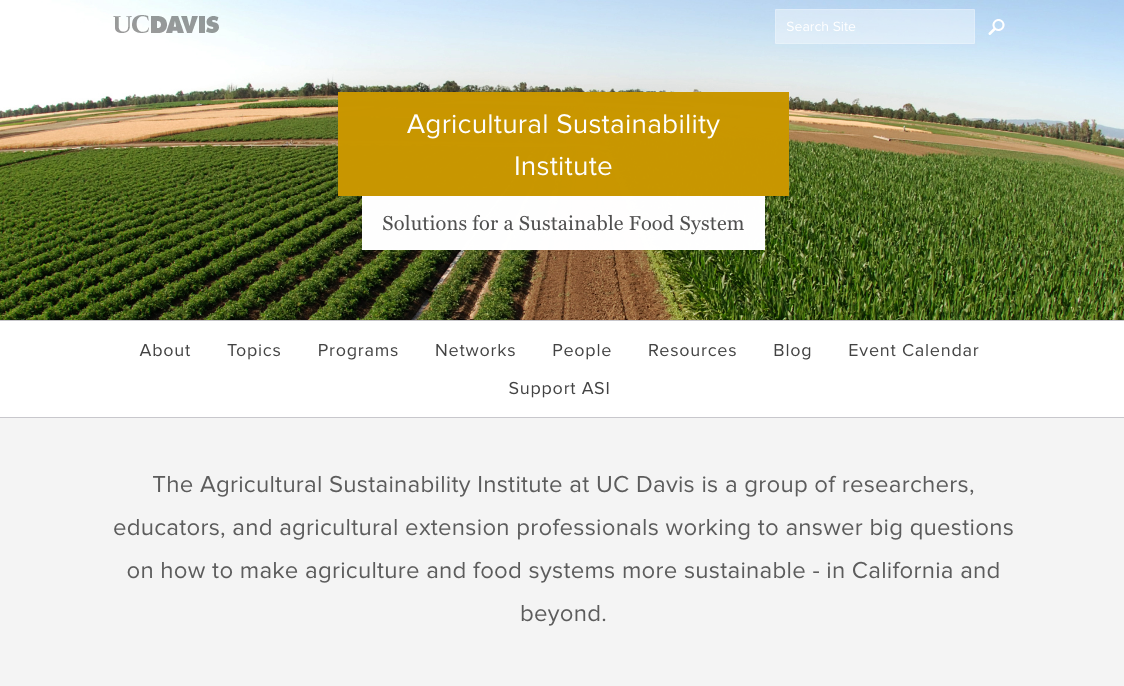 UCDAVIS
Search Site
Agricultural Sustainability
Institute
Solutions for a Sustainable Food System
About Topics Programs Networks People Resources Blog Event Calendar
Support ASI
The Agricultural Sustainability Institute at UC Davis is a group of researchers,
educators, and agricultural extension professionals working to answer big questions
on how to make agriculture and food systems more sustainable - in California and
beyond.